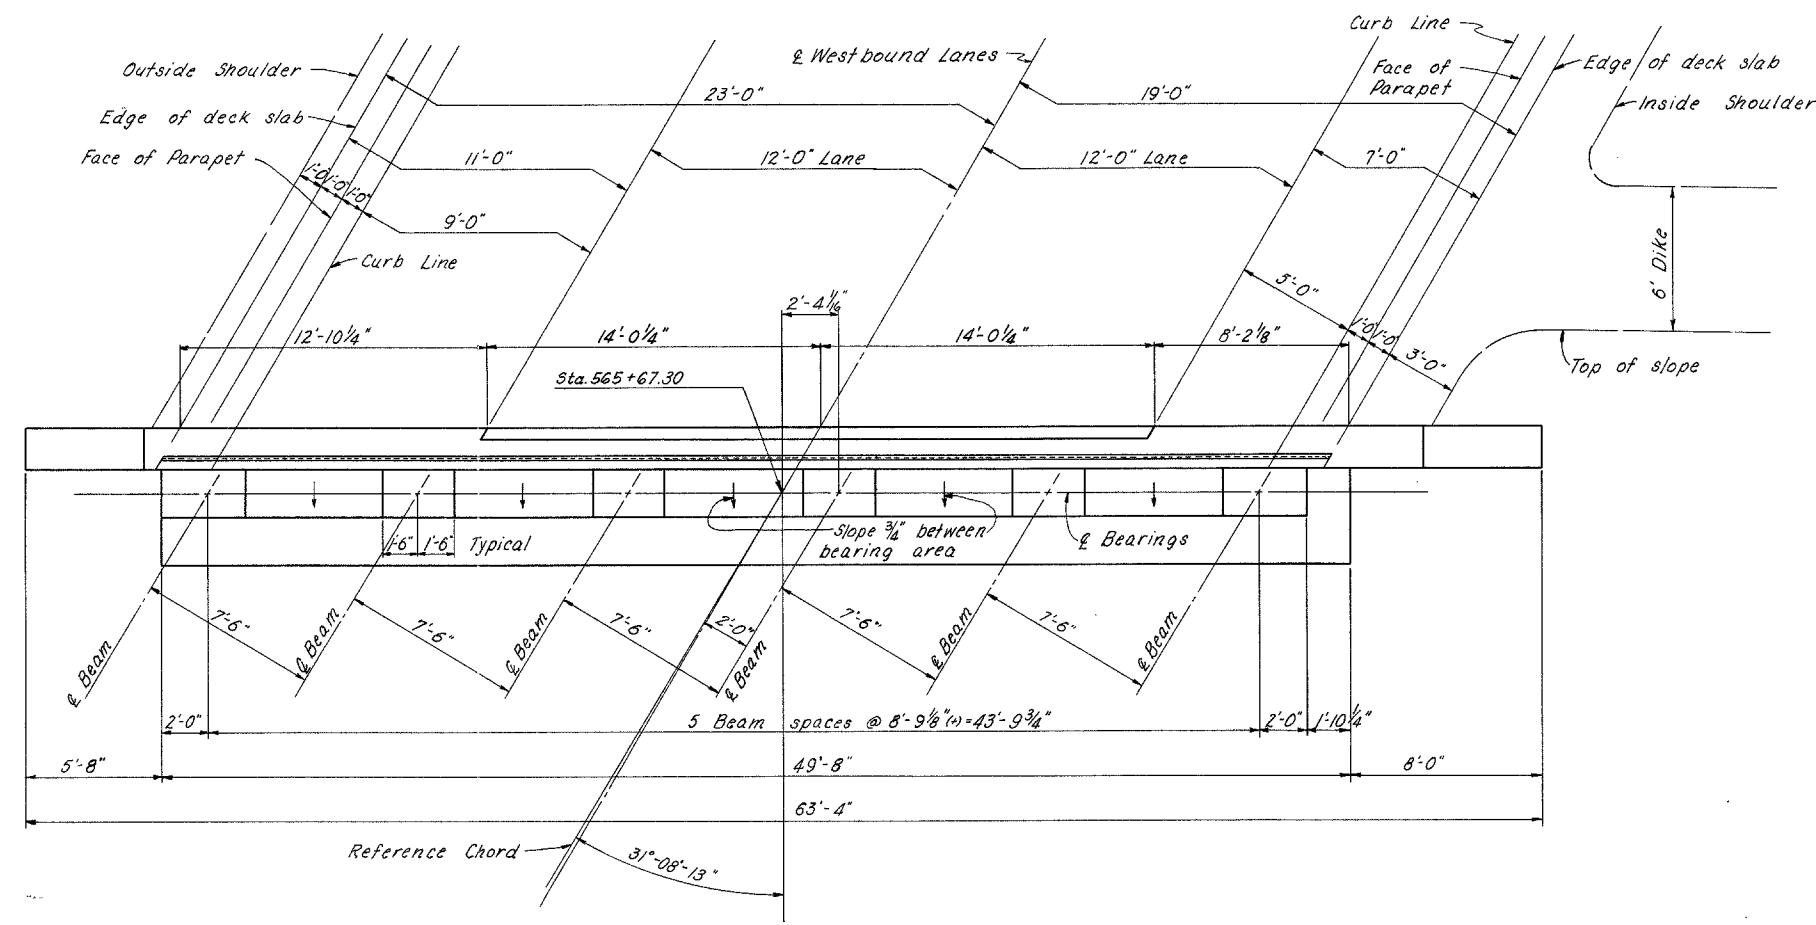 Curb Line
Outside Shoulder
℄ Westbound Lanes
Face of
Parapet
Edge of deck slab
23'-0"
19'-0"
Inside Shoulder
Edge of deck slab
Face of Parapet
11'-0"
12'-0" Lane
12'-0" Lane
7'-0"
1'-0"
1'-0"
1'-0"
9'-0"
Curb Line
6' Dike
5'-0"
2'-4 1/16"
12'-10 1/4"
14'-0 1/4"
14'-0 1/4"
8'-2 1/8"
1'-0"
1'-0"
3'-0"
Top of slope
Sta. 565+67.30
1'-6"
1'-6"
Typical
Slope 3/4" between
bearing area
℄ Bearings
7'-6"
7'-6"
7'-6"
2'-0"
7'-6"
7'-6"
℄ Beam
℄ Beam
℄ Beam
℄ Beam
℄ Beam
℄ Beam
2'-0"
5 Beam spaces @ 8'-9 1/8"(+)=43'-9 3/4"
2'-0"
1'-10 1/4"
5'-8"
49'-8"
8'-0"
63'-4"
Reference Chord
31°-08'-13"